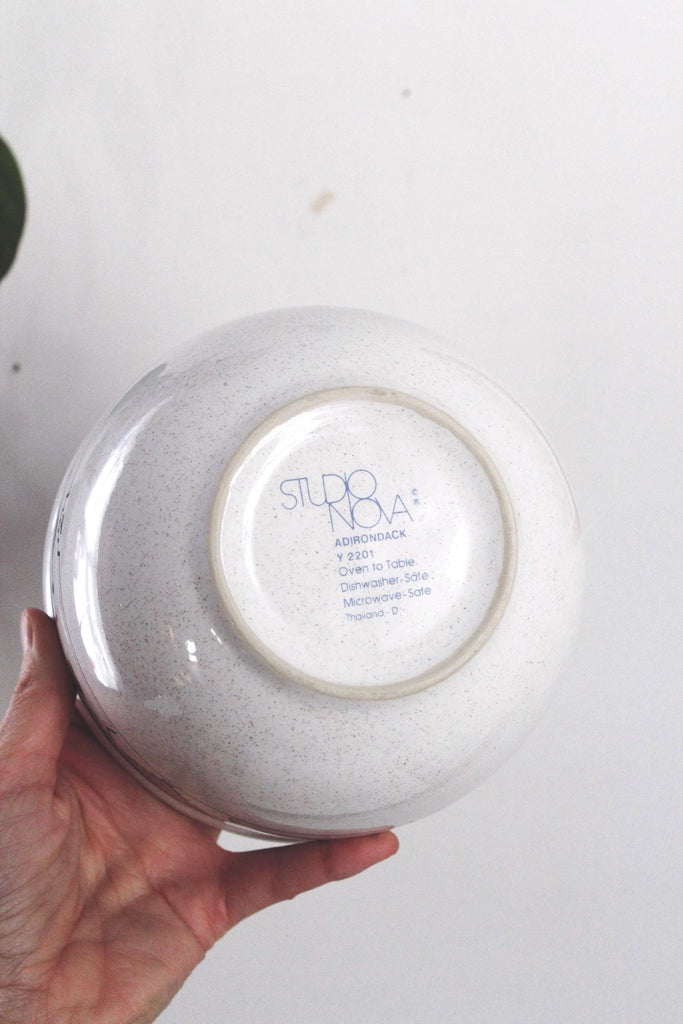 STUDIO
NOVA ©®
ADIRONDACK
Y 2201
Oven to Table
Dishwasher-Safe
Microwave-Safe
Thailand-D